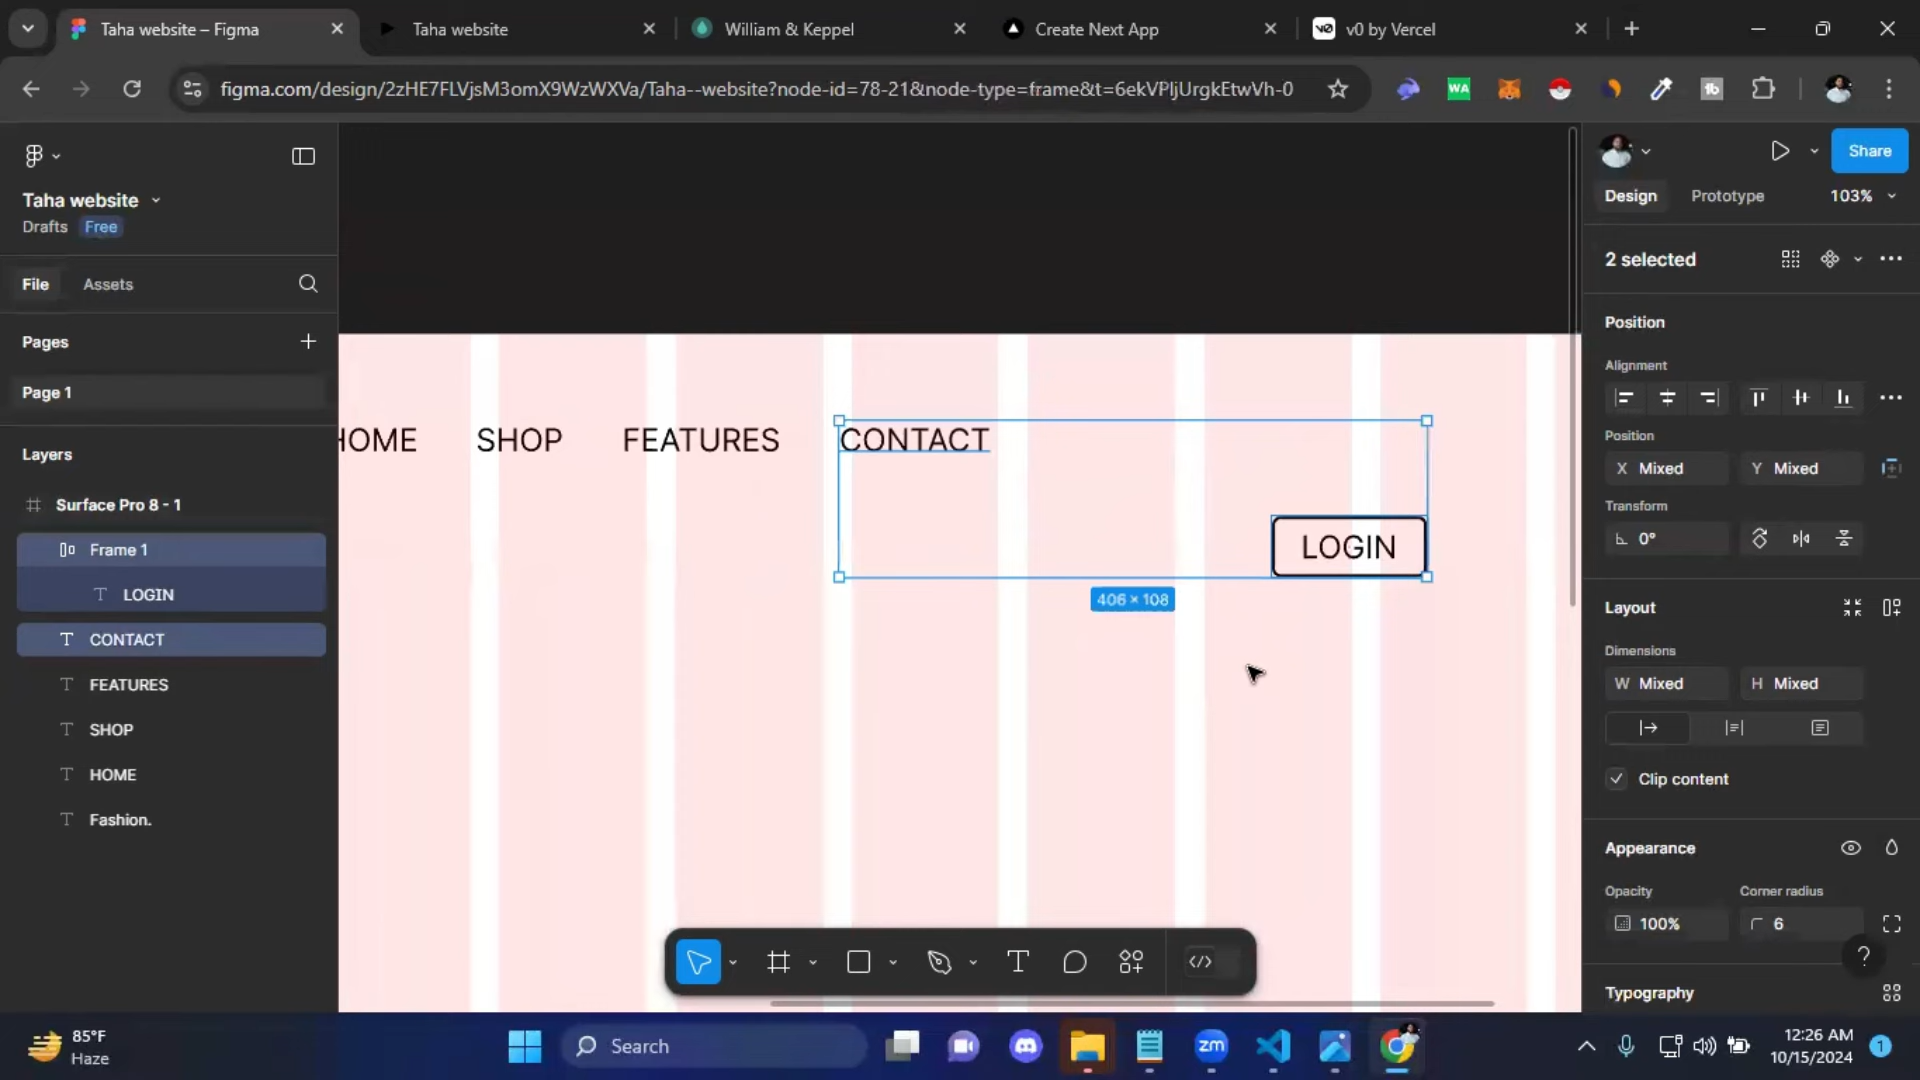 Taha website – Figma
Taha website
William & Keppel
Create Next App
v0 by Vercel
figma.com/design/2zHE7FLVjsM3omX9WzWXVa/Taha--website?node-id=78-21&node-type=frame&t=6ekVPljUrgkEtwVh-0
Taha website
Drafts Free
File Assets
Pages
Page 1
Layers
Surface Pro 8 - 1
Frame 1
LOGIN
CONTACT
FEATURES
SHOP
HOME
Fashion.
HOME SHOP FEATURES CONTACT
LOGIN
406 × 108
Share
Design Prototype 103%
2 selected
Position
Alignment
Position
X Mixed Y Mixed
Transform
0°
Layout
Dimensions
W Mixed H Mixed
Clip content
Appearance
Opacity Corner radius
100% 6
?
Typography
85°F
Haze
Search
zm
12:26 AM
10/15/2024
1